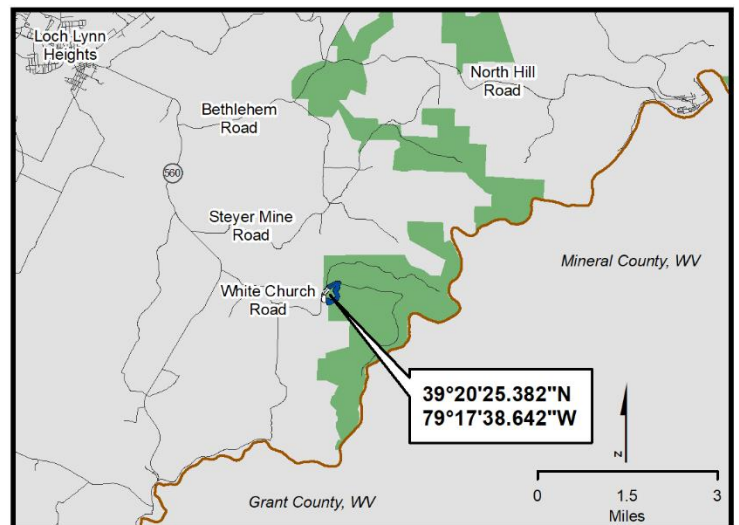 Loch Lynn
Heights
North Hill
Road
Bethlehem
Road
560
Steyer Mine
Road
Mineral County, WV
White Church
Road
39°20'25.382"N
79°17'38.642"W
N
0 1.5 3
Miles
Grant County, WV